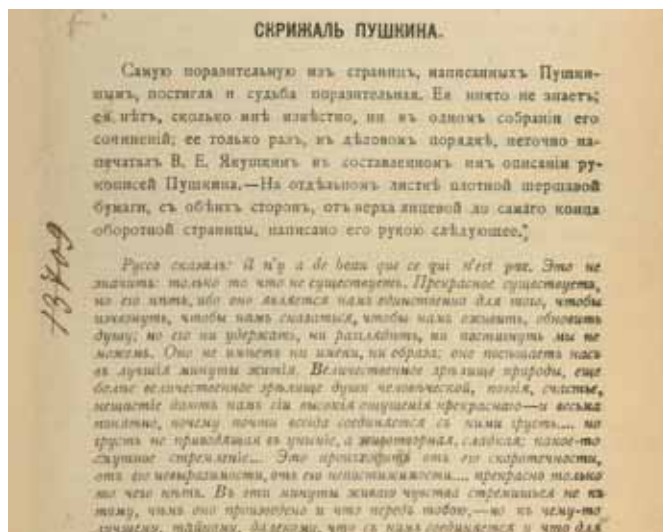 СКРИЖАЛЬ ПУШКИНА.
Самую поразительную изъ страницъ, написанныхъ Пушки-
нымъ, постигла и судьба поразительная. Ея никто не знаетъ;
ея нѣтъ, сколько мнѣ извѣстно, ни въ одномъ собраніи его
сочиненій; ее только разъ, въ дѣловомъ порядкѣ, неточно на-
печаталъ В. Е. Якушкинъ въ составленномъ имъ описаніи ру-
кописей Пушкина.—На отдѣльномъ листкѣ плотной шершавой
бумаги, съ обѣихъ сторонъ, отъ верха лицевой до самаго конца
оборотной страницы, написано его рукою слѣдующее.
13709
Руссо сказалъ: il n'y a de beau que ce qui n'est pas. Это не
значитъ: только то что не существуетъ. Прекрасное существуетъ,
но его нѣтъ, ибо оно является намъ единственно для того, чтобы
изчезнуть, чтобы намъ сказаться, чтобы намъ оживить, обновить
душу; но его ни удержать, ни разглядѣть, ни постигнуть мы не
можемъ. Оно не имѣетъ ни имени, ни образа; оно посѣщаетъ насъ
въ лучшія минуты житія. Величественное зрѣлище природы, еще
болѣе величественное зрѣлище души человѣческой, поэзія, счастье,
нещастіе даютъ намъ сіи высокія ощущенія прекраснаго—и весьма
понятно, почему почти всегда соединяется съ ними грусть.... но
грусть не приводящая въ уныніе, а животворная, сладкая; какое-то
смутное стремленіе... Это происходитъ отъ его скоротечности,
отъ его невыразимости, отъ его непостижимости.... прекрасно только
то чего нѣтъ. Въ эти минуты живаго чувства стремишься не къ
тому, чѣмъ оно произведено и что передъ тобою,—но къ чему-то
лучшему, тайному, далекому, что съ нимъ соединяется и что для